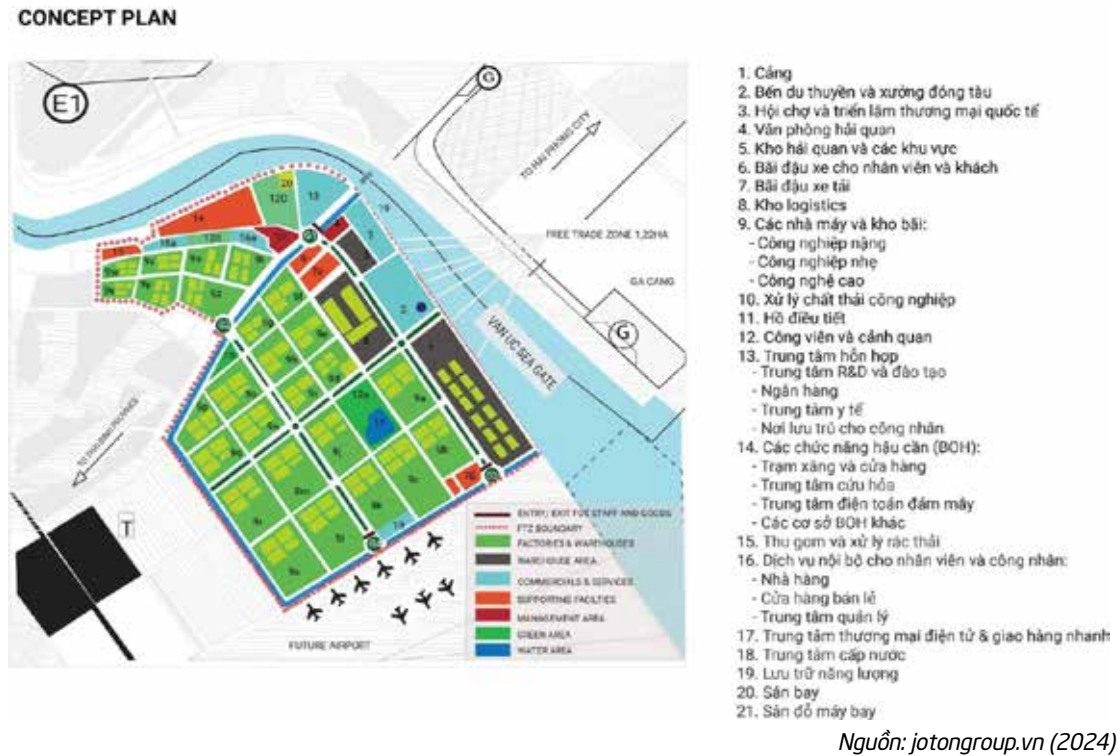 CONCEPT PLAN
E1
G
TO HAI PHONG CITY
FREE TRADE ZONE 1,22HA
GA CANG
G
VAN UC SEA GATE
T
FUTURE AIRPORT
ENTRY/ EXIT FOR STAFF AND GOODS
FTZ BOUNDARY
FACTORIES & WAREHOUSES
WAREHOUSE AREA
COMMERCIALS & SERVICES
SUPPORTING FACILTIES
MANAGEMENT AREA
GREEN AREA
WATER AREA
1. Cảng
2. Bến du thuyền và xưởng đóng tàu
3. Hội chợ và triển lãm thương mại quốc tế
4. Văn phòng hải quan
5. Kho hải quan và các khu vực
6. Bãi đậu xe cho nhân viên và khách
7. Bãi đậu xe tải
8. Kho logistics
9. Các nhà máy và kho bãi:
- Công nghiệp nặng
- Công nghiệp nhẹ
- Công nghệ cao
10. Xử lý chất thải công nghiệp
11. Hồ điều tiết
12. Công viên và cảnh quan
13. Trung tâm hỗn hợp
- Trung tâm R&D và đào tạo
- Ngân hàng
- Trung tâm y tế
- Nơi lưu trú cho công nhân
14. Các chức năng hậu cần (BOH):
- Trạm xăng và cửa hàng
- Trung tâm cứu hỏa
- Trung tâm điện toán đám mây
- Các cơ sở BOH khác
15. Thu gom và xử lý rác thải
16. Dịch vụ nội bộ cho nhân viên và công nhân:
- Nhà hàng
- Cửa hàng bán lẻ
- Trung tâm quản lý
17. Trung tâm thương mại điện tử & giao hàng nhanh
18. Trung tâm cấp nước
19. Lưu trữ năng lượng
20. Sân bay
21. Sân đỗ máy bay
Nguồn: jotongroup.vn (2024)